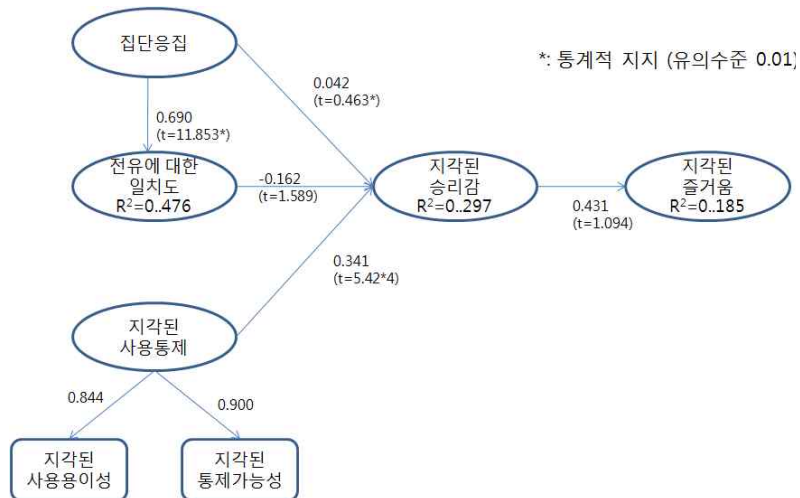 집단응집
*: 통계적 지지 (유의수준 0.01)
0.042
(t=0.463*)
0.690
(t=11.853*)
전유에 대한
일치도
R²=0..476
-0.162
(t=1.589)
지각된
승리감
R²=0..297
0.431
(t=1.094)
지각된
즐거움
R²=0..185
0.341
(t=5.42*4)
지각된
사용통제
0.844
0.900
지각된
사용용이성
지각된
통제가능성